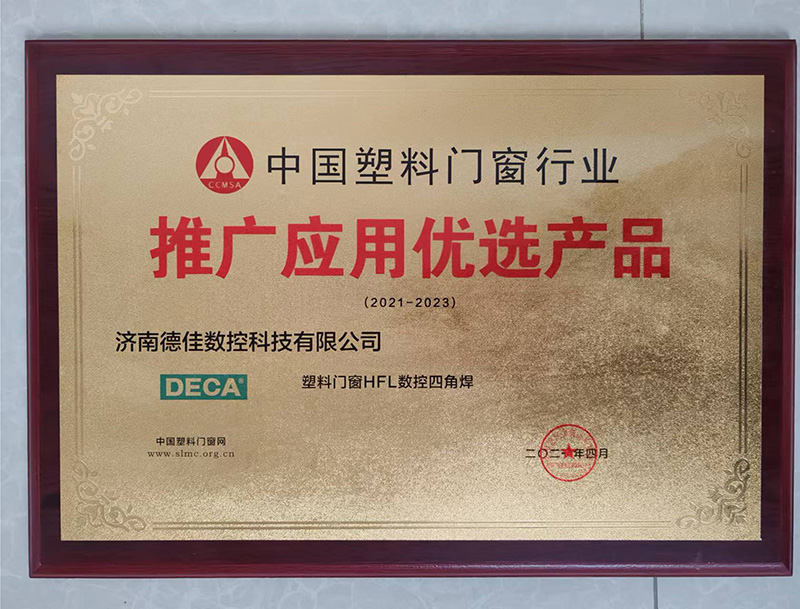 CCMSA
中国塑料门窗行业
推广应用优选产品
(2021-2023)
济南德佳数控科技有限公司
DECA®
塑料门窗HFL数控四角焊
中国塑料门窗网
www.slmc.org.cn
二〇二一年四月